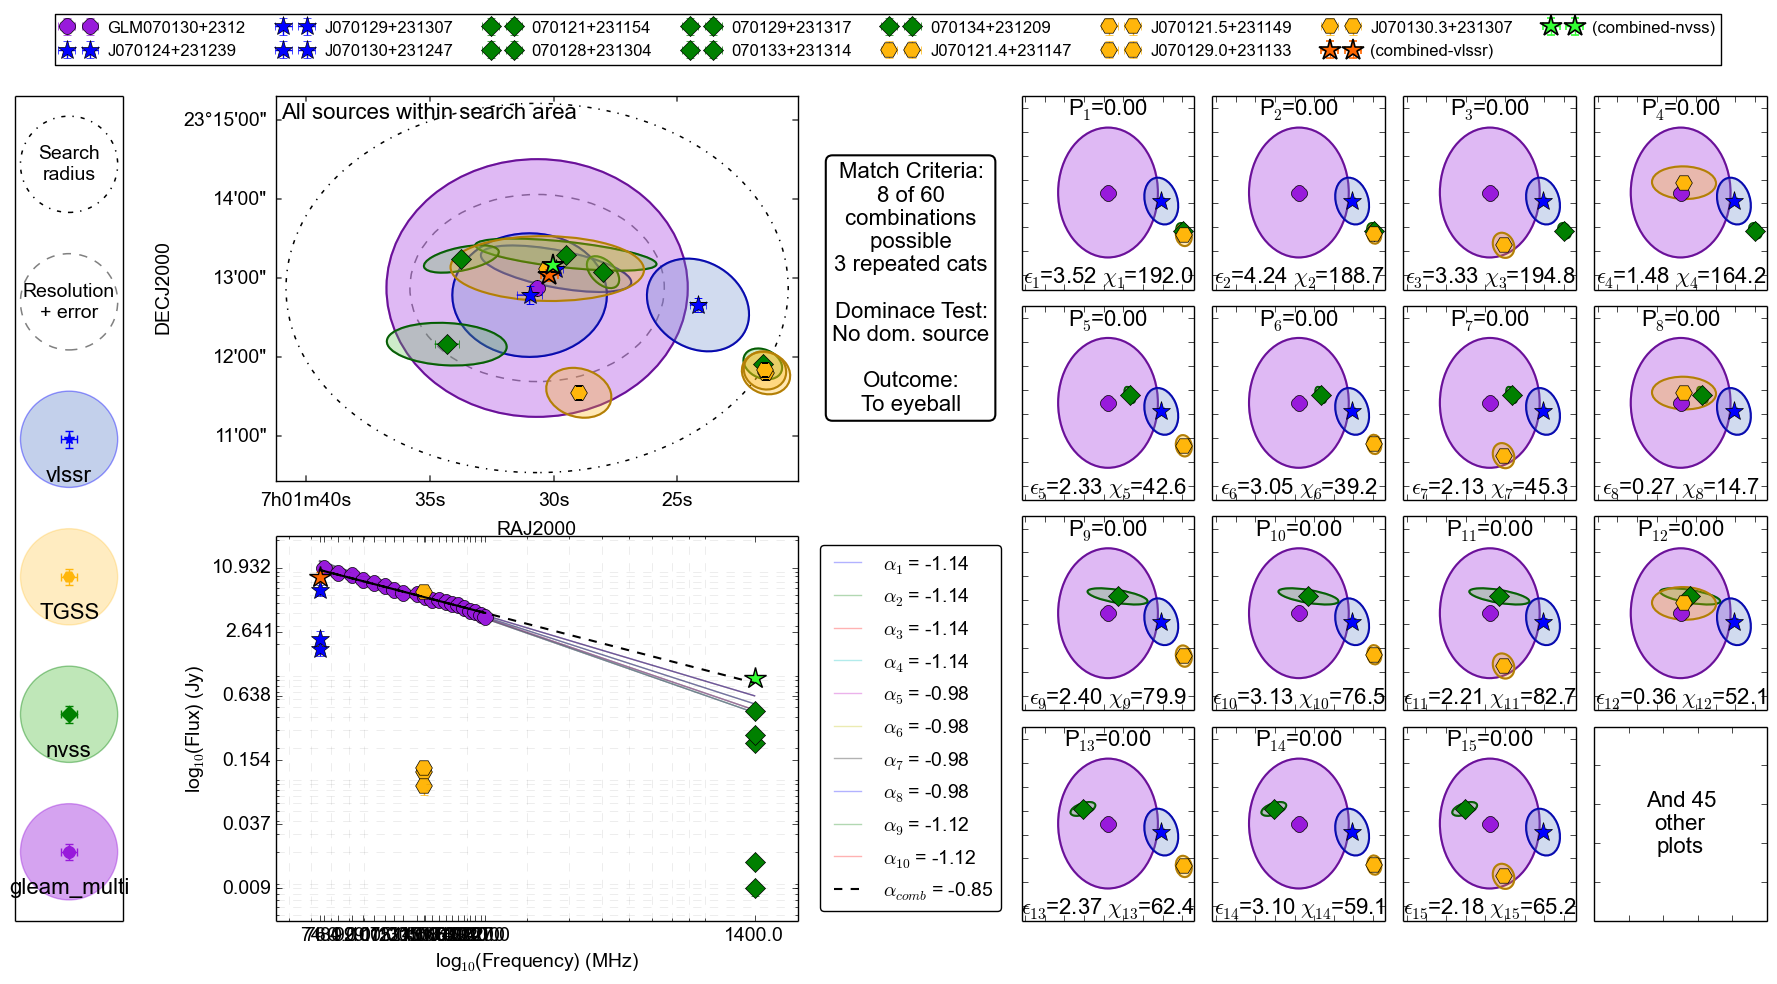 GLM070130+2312 J070129+231307 070121+231154 070129+231317 070134+231209 J070121.5+231149 J070130.3+231307 (combined-nvss)
J070124+231239 J070130+231247 070128+231304 070133+231314 J070121.4+231147 J070129.0+231133 (combined-vlssr)
Search
radius
Resolution
+ error
vlssr
TGSS
nvss
gleam_multi
All sources within search area
23°15'00"
14'00"
13'00"
12'00"
11'00"
DECJ2000
7h01m40s 35s 30s 25s
RAJ2000
Match Criteria:
8 of 60
combinations
possible
3 repeated cats
Dominace Test:
No dom. source
Outcome:
To eyeball
10.932
2.641
0.638
0.154
0.037
0.009
log10(Flux) (Jy)
1400.0
log10(Frequency) (MHz)
α1 = -1.14
α2 = -1.14
α3 = -1.14
α4 = -1.14
α5 = -0.98
α6 = -0.98
α7 = -0.98
α8 = -0.98
α9 = -1.12
α10 = -1.12
αcomb = -0.85
P1=0.00 P2=0.00 P3=0.00 P4=0.00
ϵ1=3.52 χ1=192.0 ϵ2=4.24 χ2=188.7 ϵ3=3.33 χ3=194.8 ϵ4=1.48 χ4=164.2
P5=0.00 P6=0.00 P7=0.00 P8=0.00
ϵ5=2.33 χ5=42.6 ϵ6=3.05 χ6=39.2 ϵ7=2.13 χ7=45.3 ϵ8=0.27 χ8=14.7
P9=0.00 P10=0.00 P11=0.00 P12=0.00
ϵ9=2.40 χ9=79.9 ϵ10=3.13 χ10=76.5 ϵ11=2.21 χ11=82.7 ϵ12=0.36 χ12=52.1
P13=0.00 P14=0.00 P15=0.00
ϵ13=2.37 χ13=62.4 ϵ14=3.10 χ14=59.1 ϵ15=2.18 χ15=65.2
And 45
other
plots